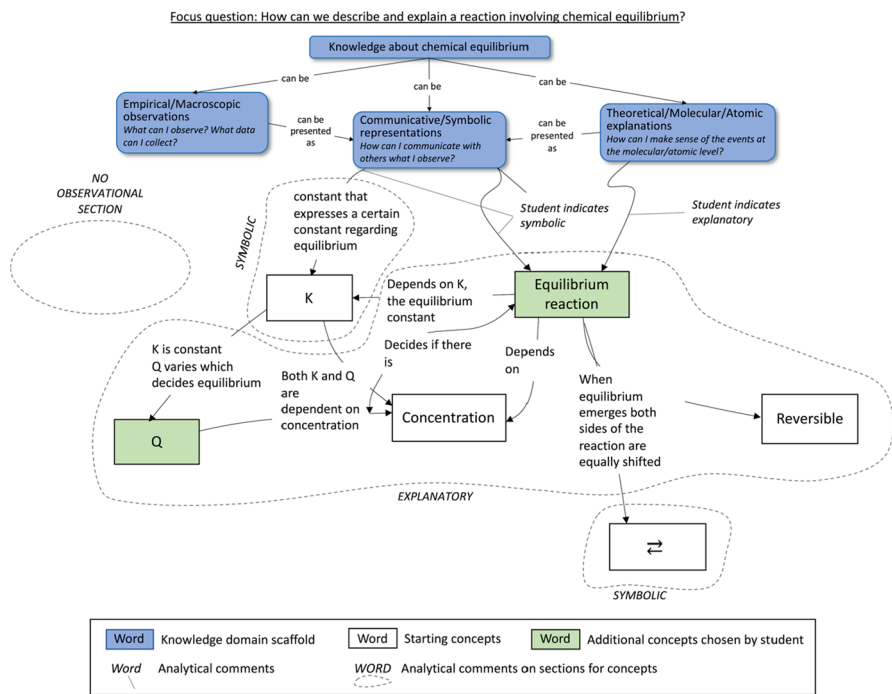 Focus question: How can we describe and explain a reaction involving chemical equilibrium?
Knowledge about chemical equilibrium
can be
can be
can be
Empirical/Macroscopic
observations
What can I observe? What data
can I collect?
can be
presented
as
Communicative/Symbolic
representations
How can I communicate with
others what I observe?
can be
presented
as
Theoretical/Molecular/Atomic
explanations
How can I make sense of the events at
the molecular/atomic level?
NO
OBSERVATIONAL
SECTION
SYMBOLIC
constant that
expresses a certain
constant regarding
equilibrium
Student indicates
symbolic
Student indicates
explanatory
K
Depends on K,
the equilibrium
constant
Equilibrium
reaction
K is constant
Q varies which
decides equilibrium
Decides if there
is
Depends
on
Both K and Q
are
dependent on
concentration
When
equilibrium
emerges both
sides of the
reaction are
equally shifted
Q
Concentration
Reversible
EXPLANATORY
⇄
SYMBOLIC
Word Knowledge domain scaffold
Word Starting concepts
Word Additional concepts chosen by student
Word Analytical comments
WORD Analytical comments on sections for concepts